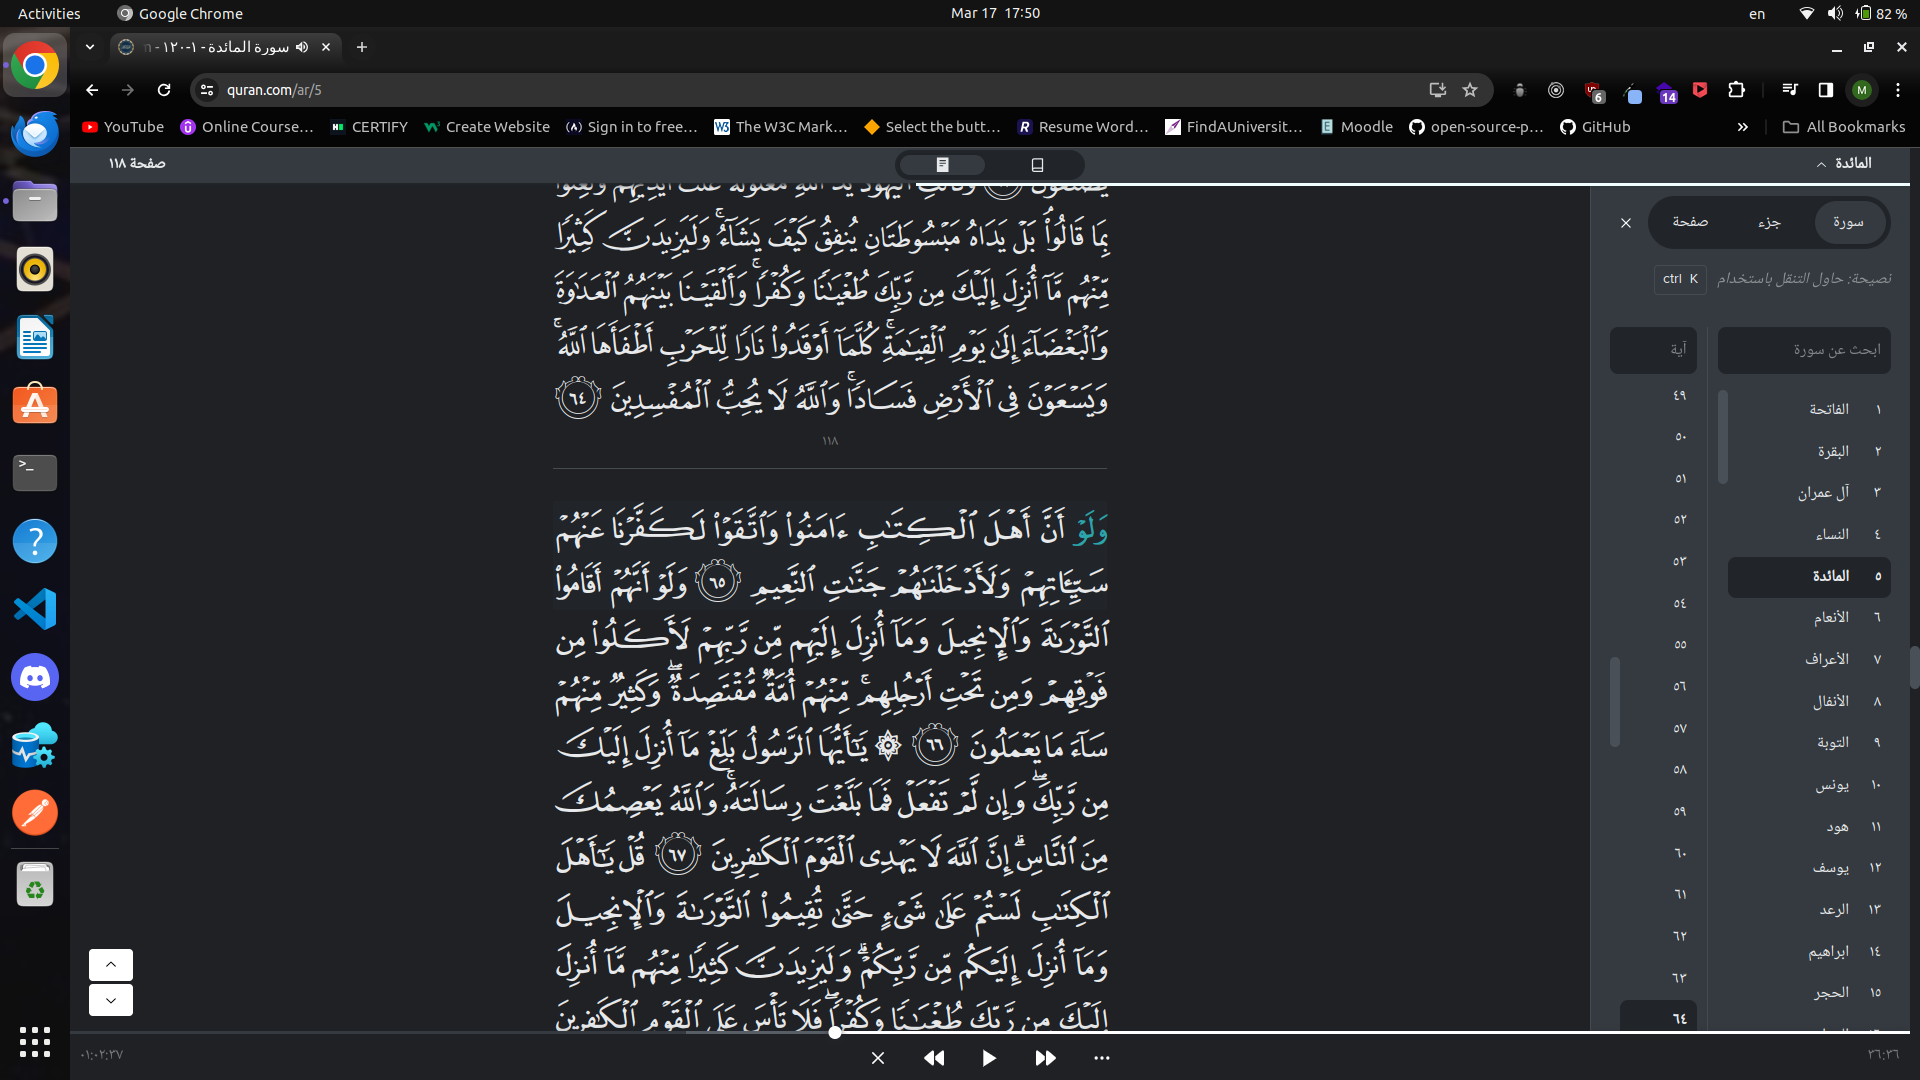 Activities
Google Chrome
Mar 17  17:50
en
82 %
سورة المائدة - ١-١٢٠ -
quran.com/ar/5
6
14
M
YouTube
Online Course...
CERTIFY
Create Website
Sign in to free...
The W3C Mark...
Select the butt...
Resume Word...
FindAUniversit...
Moodle
open-source-p...
GitHub
All Bookmarks
المائدة
صفحة ١١٨
بِمَا قَالُواْۘ بَلۡ يَدَاهُ مَبۡسُوطَتَانِ يُنفِقُ كَيۡفَ يَشَآءُۚ وَلَيَزِيدَنَّ كَثِيرٗا
مِّنۡهُم مَّآ أُنزِلَ إِلَيۡكَ مِن رَّبِّكَ طُغۡيَٰنٗا وَكُفۡرٗاۚ وَأَلۡقَيۡنَا بَيۡنَهُمُ ٱلۡعَدَٰوَةَ
وَٱلۡبَغۡضَآءَ إِلَىٰ يَوۡمِ ٱلۡقِيَٰمَةِۚ كُلَّمَآ أَوۡقَدُواْ نَارٗا لِّلۡحَرۡبِ أَطۡفَأَهَا ٱللَّهُۚ
وَيَسۡعَوۡنَ فِي ٱلۡأَرۡضِ فَسَادٗاۚ وَٱللَّهُ لَا يُحِبُّ ٱلۡمُفۡسِدِينَ ٦٤
١١٨
وَلَوۡ أَنَّ أَهۡلَ ٱلۡكِتَٰبِ ءَامَنُواْ وَٱتَّقَوۡاْ لَكَفَّرۡنَا عَنۡهُمۡ
سَيِّـَٔاتِهِمۡ وَلَأَدۡخَلۡنَٰهُمۡ جَنَّٰتِ ٱلنَّعِيمِ ٦٥ وَلَوۡ أَنَّهُمۡ أَقَامُواْ
ٱلتَّوۡرَىٰةَ وَٱلۡإِنجِيلَ وَمَآ أُنزِلَ إِلَيۡهِم مِّن رَّبِّهِمۡ لَأَكَلُواْ مِن
فَوۡقِهِمۡ وَمِن تَحۡتِ أَرۡجُلِهِمۚ مِّنۡهُمۡ أُمَّةٞ مُّقۡتَصِدَةٞۖ وَكَثِيرٞ مِّنۡهُمۡ
سَآءَ مَا يَعۡمَلُونَ ٦٦ ۞ يَٰٓأَيُّهَا ٱلرَّسُولُ بَلِّغۡ مَآ أُنزِلَ إِلَيۡكَ
مِن رَّبِّكَۖ وَإِن لَّمۡ تَفۡعَلۡ فَمَا بَلَّغۡتَ رِسَالَتَهُۥۚ وَٱللَّهُ يَعۡصِمُكَ
مِنَ ٱلنَّاسِۗ إِنَّ ٱللَّهَ لَا يَهۡدِي ٱلۡقَوۡمَ ٱلۡكَٰفِرِينَ ٦٧ قُلۡ يَٰٓأَهۡلَ
ٱلۡكِتَٰبِ لَسۡتُمۡ عَلَىٰ شَيۡءٍ حَتَّىٰ تُقِيمُواْ ٱلتَّوۡرَىٰةَ وَٱلۡإِنجِيلَ
وَمَآ أُنزِلَ إِلَيۡكُم مِّن رَّبِّكُمۡۗ وَلَيَزِيدَنَّ كَثِيرٗا مِّنۡهُم مَّآ أُنزِلَ
إِلَيۡكَ مِن رَّبِّكَ طُغۡيَٰنٗا وَكُفۡرٗاۖ فَلَا تَأۡسَ عَلَى ٱلۡقَوۡمِ ٱلۡكَٰفِرِينَ
سورة
جزء
صفحة
نصيحة: حاول التنقل باستخدام
ctrl K
ابحث عن سورة
آية
١ الفاتحة
٢ البقرة
٣ آل عمران
٤ النساء
٥ المائدة
٦ الأنعام
٧ الأعراف
٨ الأنفال
٩ التوبة
١٠ يونس
١١ هود
١٢ يوسف
١٣ الرعد
١٤ ابراهيم
١٥ الحجر
٤٩
٥٠
٥١
٥٢
٥٣
٥٤
٥٥
٥٦
٥٧
٥٨
٥٩
٦٠
٦١
٦٢
٦٣
٦٤
٠١:٠٢:٣٧
٣٦:٣٦